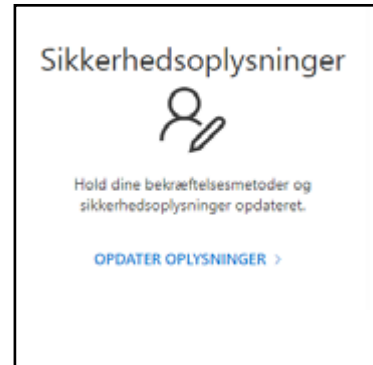 Sikkerhedsoplysninger
Hold dine bekræftelsesmetoder og
sikkerhedsoplysninger opdateret.
OPDATER OPLYSNINGER >